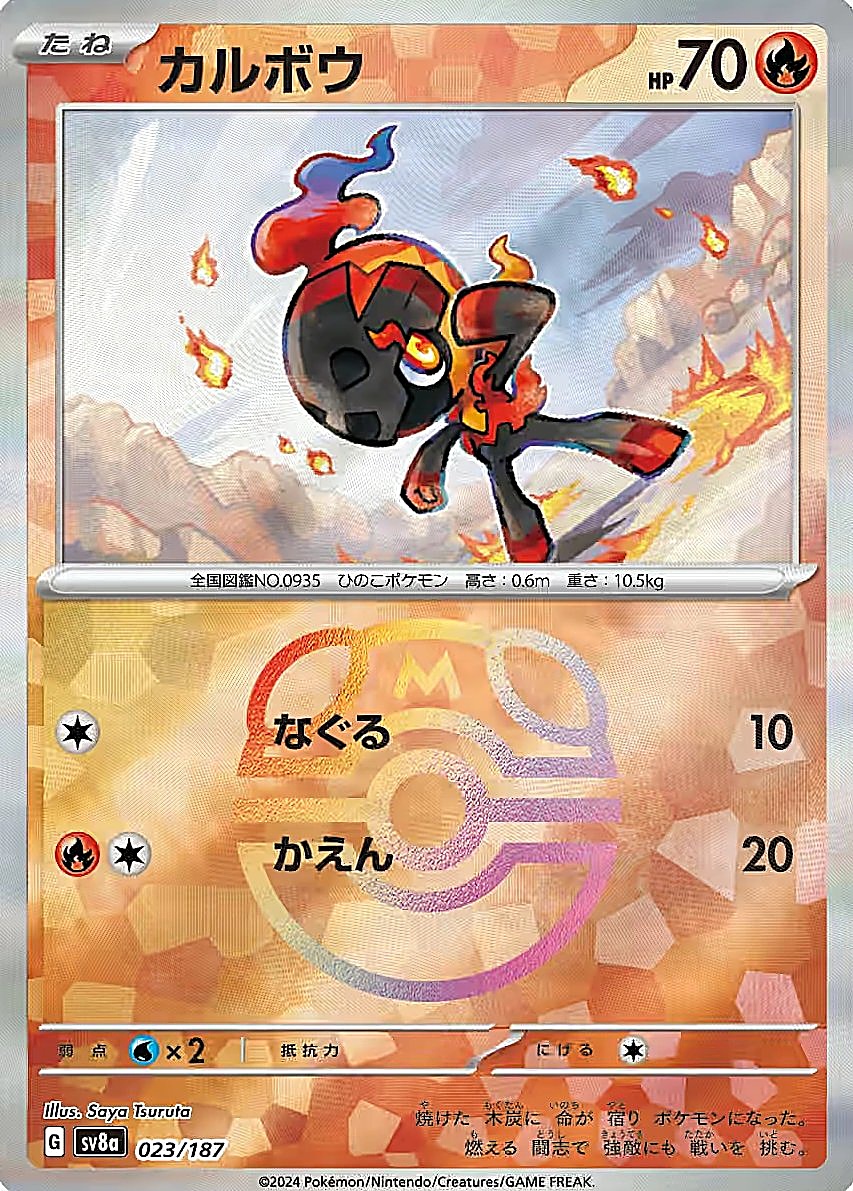 たね
カルボウ
HP70
全国図鑑NO.0935 ひのこポケモン 高さ:0.6m 重さ:10.5kg
M
なぐる 10
かえん 20
弱点 ×2 抵抗力 にげる
Illus. Saya Tsuruta
焼けた 木炭に 命が 宿り ポケモンになった。
燃える 闘志で 強敵にも 戦いを 挑む。
G sv8a 023/187
©2024 Pokémon/Nintendo/Creatures/GAME FREAK.